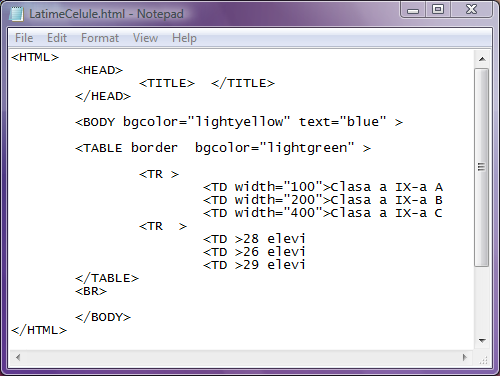 LatimeCelule.html - Notepad
File Edit Format View Help
<HTML>
<HEAD>
<TITLE>  </TITLE>
</HEAD>
<BODY bgcolor="lightyellow" text="blue" >
<TABLE border  bgcolor="lightgreen" >
<TR >
<TD width="100">Clasa a IX-a A
<TD width="200">Clasa a IX-a B
<TD width="400">Clasa a IX-a C
<TR  >
<TD >28 elevi
<TD >26 elevi
<TD >29 elevi
</TABLE>
<BR>
</BODY>
</HTML>